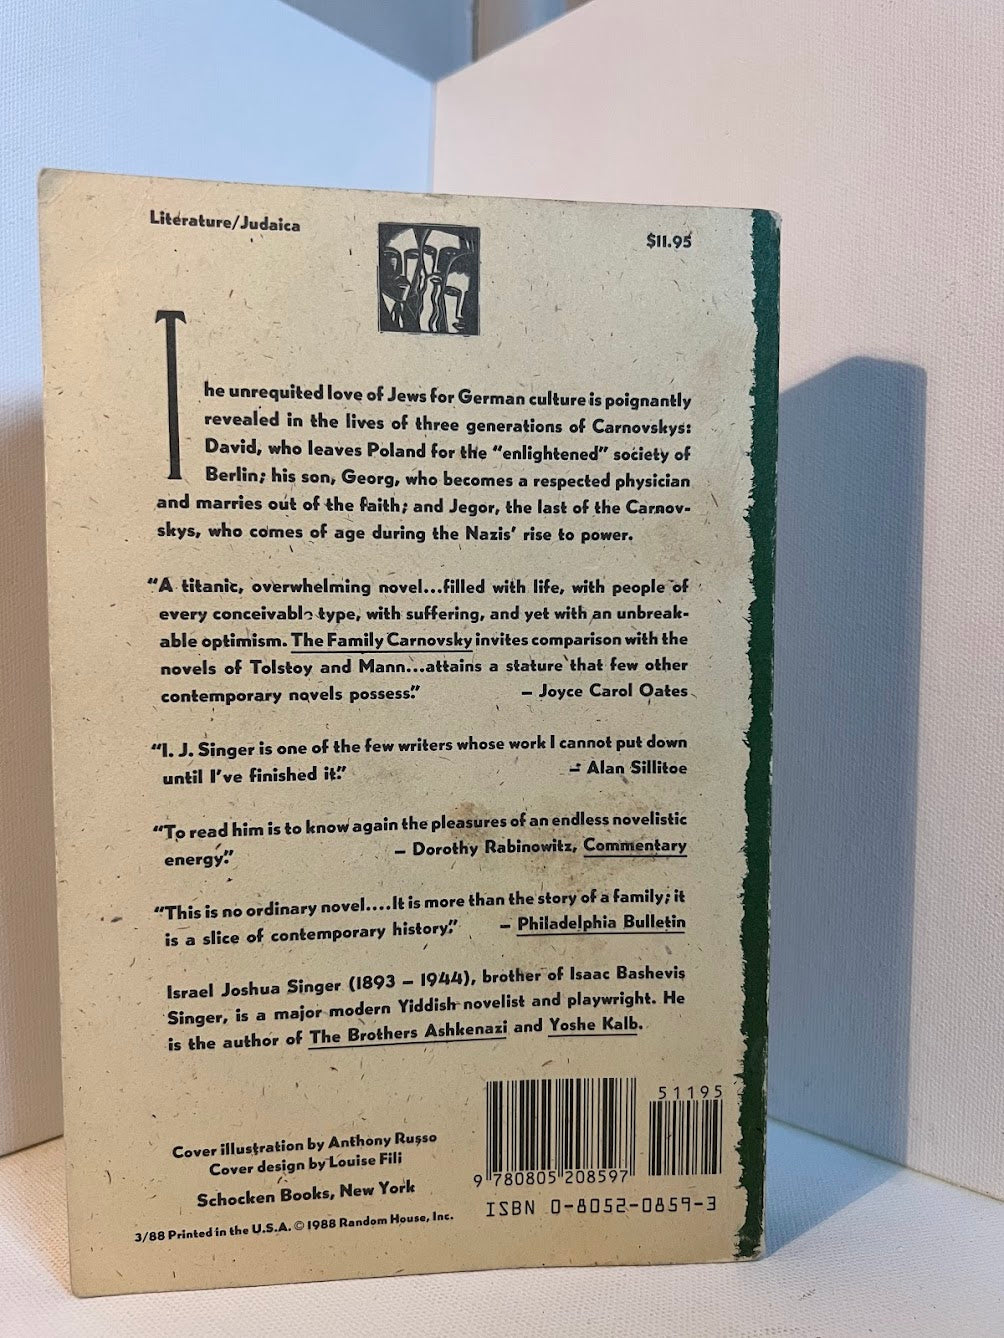 Literature/Judaica
$11.95
The unrequited love of Jews for German culture is poignantly
revealed in the lives of three generations of Carnovskys:
David, who leaves Poland for the “enlightened” society of
Berlin; his son, Georg, who becomes a respected physician
and marries out of the faith; and Jegor, the last of the Carnov-
skys, who comes of age during the Nazis’ rise to power.
“A titanic, overwhelming novel...filled with life, with people of
every conceivable type, with suffering, and yet with an unbreak-
able optimism. The Family Carnovsky invites comparison with the
novels of Tolstoy and Mann...attains a stature that few other
contemporary novels possess.” – Joyce Carol Oates
“I. J. Singer is one of the few writers whose work I cannot put down
until I’ve finished it.” – Alan Sillitoe
“To read him is to know again the pleasures of an endless novelistic
energy.” – Dorothy Rabinowitz, Commentary
“This is no ordinary novel....It is more than the story of a family; it
is a slice of contemporary history.” – Philadelphia Bulletin
Israel Joshua Singer (1893 – 1944), brother of Isaac Bashevis
Singer, is a major modern Yiddish novelist and playwright. He
is the author of The Brothers Ashkenazi and Yoshe Kalb.
Cover illustration by Anthony Russo
Cover design by Louise Fili
Schocken Books, New York
3/88 Printed in the U.S.A. © 1988 Random House, Inc.
51195
9 780805 208597
ISBN 0-8052-0859-3